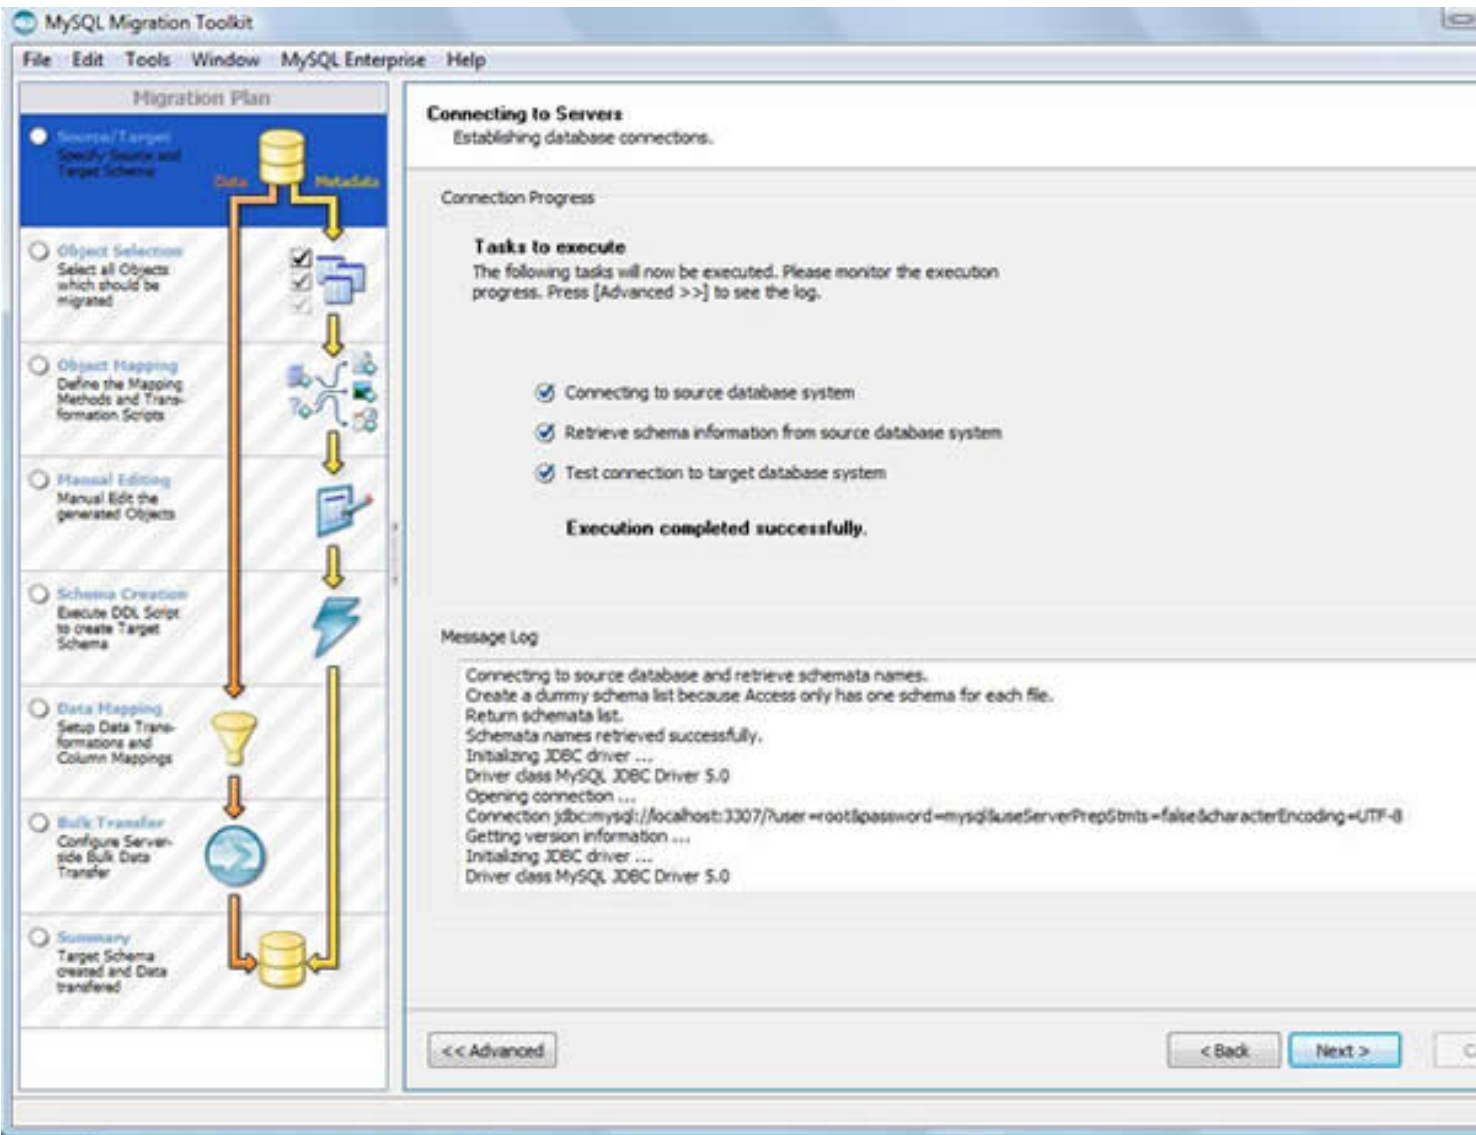 MySQL Migration Toolkit
File Edit Tools Window MySQL Enterprise Help
Migration Plan
Source/Target
Specify Source and
Target Schema
Data
Metadata
Object Selection
Select all Objects
which should be
migrated
Object Mapping
Define the Mapping
Methods and Trans-
formation Scripts
Manual Editing
Manual Edit the
generated Objects
Schema Creation
Execute DDL Script
to create Target
Schema
Data Mapping
Setup Data Trans-
formations and
Column Mappings
Bulk Transfer
Configure Server-
side Bulk Data
Transfer
Summary
Target Schema
created and Data
transfered
Connecting to Servers
Establishing database connections.
Connection Progress
Tasks to execute
The following tasks will now be executed. Please monitor the execution
progress. Press [Advanced >>] to see the log.
Connecting to source database system
Retrieve schema information from source database system
Test connection to target database system
Execution completed successfully.
Message Log
Connecting to source database and retrieve schemata names.
Create a dummy schema list because Access only has one schema for each file.
Return schemata list.
Schemata names retrieved successfully.
Initializing JDBC driver ...
Driver class MySQL JDBC Driver 5.0
Opening connection ...
Connection jdbc:mysql://localhost:3307/?user=root&password=mysql&useServerPrepStmts=false&characterEncoding=UTF-8
Getting version information ...
Initializing JDBC driver ...
Driver class MySQL JDBC Driver 5.0
<< Advanced
< Back
Next >